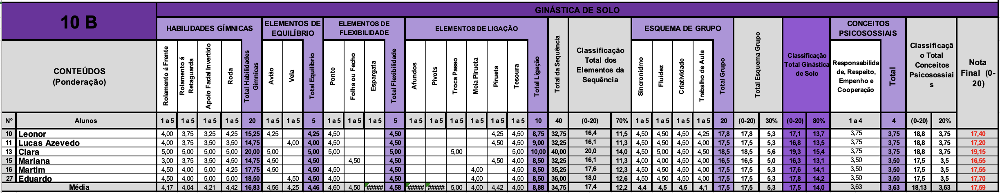 10 B
GINÁSTICA DE SOLO
HABILIDADES GÍMNICAS
ELEMENTOS DE EQUILÍBRIO
ELEMENTOS DE FLEXIBILIDADE
ELEMENTOS DE LIGAÇÃO
Total da Sequência
Classificação Total dos Elementos da Sequência
ESQUEMA DE GRUPO
Total Esquema Grupo
Classificação Total Ginástica de Solo
CONCEITOS PSICOSOSSIAIS
Classificaçã o Total Conceitos Psicosossiai s
Nota Final (0-20)
CONTEÚDOS
(Ponderação)
Rolamento á Frente
Rolamento á Retaguarda
Apoio Facial Invertido
Roda
Total Habilidades Gímnicas
Avião
Vela
Total Equilíbrio
Ponte
Folha ou Fecho
Espargata
Total Flexibilidade
Afundos
Pivots
Troca Passo
Meia Pirueta
Pirueta
Tesoura
Total Ligação
Sincronidmo
Fluidez
Criatividade
Trabalho de Aula
Total Grupo
Responsabilida de, Respeito, Empenho e Cooperação
Total
Nº Alunos 1 a 5 1 a 5 1 a 5 1 a 5 20 1 a 5 1 a 5 5 1 a 5 1 a 5 1 a 5 5 1 a 5 1 a 5 1 a 5 1 a 5 1 a 5 1 a 5 10 40 (0-20) 70% 1 a 5 1 a 5 1 a 5 1 a 5 20 (0-20) 30% (0-20) 80% 1 a 4 4 (0-20) 20%
10 Leonor 4,00 3,75 3,25 4,25 15,25 4,25 4,25 4,50 4,50 4,25 4,50 8,75 32,75 16,4 11,5 4,50 4,50 4,50 4,25 17,8 17,8 5,3 17,1 13,7 3,75 3,75 18,8 3,75 17,40
11 Lucas Azevedo 4,00 3,75 3,50 3,50 14,75 4,00 4,00 4,50 4,50 4,50 4,50 9,00 32,25 16,1 11,3 4,50 4,50 4,50 4,00 17,5 17,5 5,3 16,8 13,5 3,75 3,75 18,8 3,75 17,20
13 Clara 5,00 5,00 5,00 5,00 20,00 5,00 5,00 5,00 5,00 5,00 5,00 10,00 40,00 20,0 14,0 4,50 5,00 4,50 4,50 18,5 18,5 5,6 19,3 15,4 3,75 3,75 18,8 3,75 19,15
15 Mariana 3,00 3,75 3,50 4,50 14,75 4,50 4,50 4,50 4,50 4,50 4,00 8,50 32,25 16,1 11,3 4,00 4,00 4,50 4,00 16,5 16,5 5,0 16,3 13,1 3,50 3,50 17,5 3,5 16,55
16 Martim 4,50 4,00 5,00 4,25 17,75 4,50 4,50 4,50 4,50 4,00 4,50 8,50 35,25 17,6 12,3 4,50 4,50 4,50 4,00 17,5 17,5 5,3 17,6 14,1 3,50 3,50 17,5 3,5 17,55
27 Eduardo 4,50 4,00 5,00 5,00 18,50 4,50 4,50 4,50 4,50 4,00 4,50 8,50 36,00 18,0 12,6 4,50 4,50 4,50 4,00 17,5 17,5 5,3 17,8 14,2 3,50 3,50 17,5 3,5 17,70
Média 4,17 4,04 4,21 4,42 16,83 4,56 4,25 4,46 4,60 4,50 ##### 4,58 ##### ##### 5,00 4,00 4,42 4,50 8,88 34,75 17,4 12,2 4,4 4,5 4,5 4,1 17,5 17,5 5,3 17,5 14,0 3,63 3,63 18,13 3,63 17,59